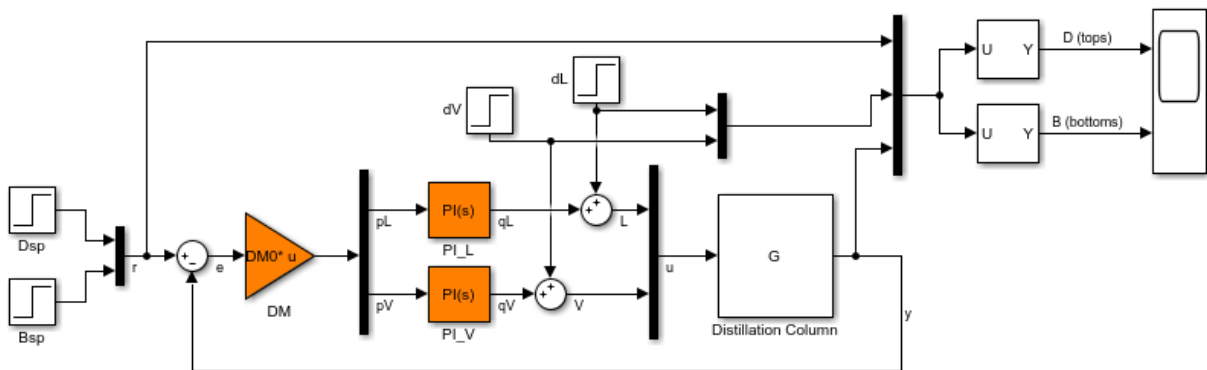 dL
dV
U
Y
D (tops)
U
Y
B (bottoms)
Dsp
Bsp
r
+
−
e
DM0* u
DM
pL
PI(s)
PI_L
qL
+
+
L
pV
PI(s)
PI_V
qV
+
+
V
u
G
Distillation Column
y